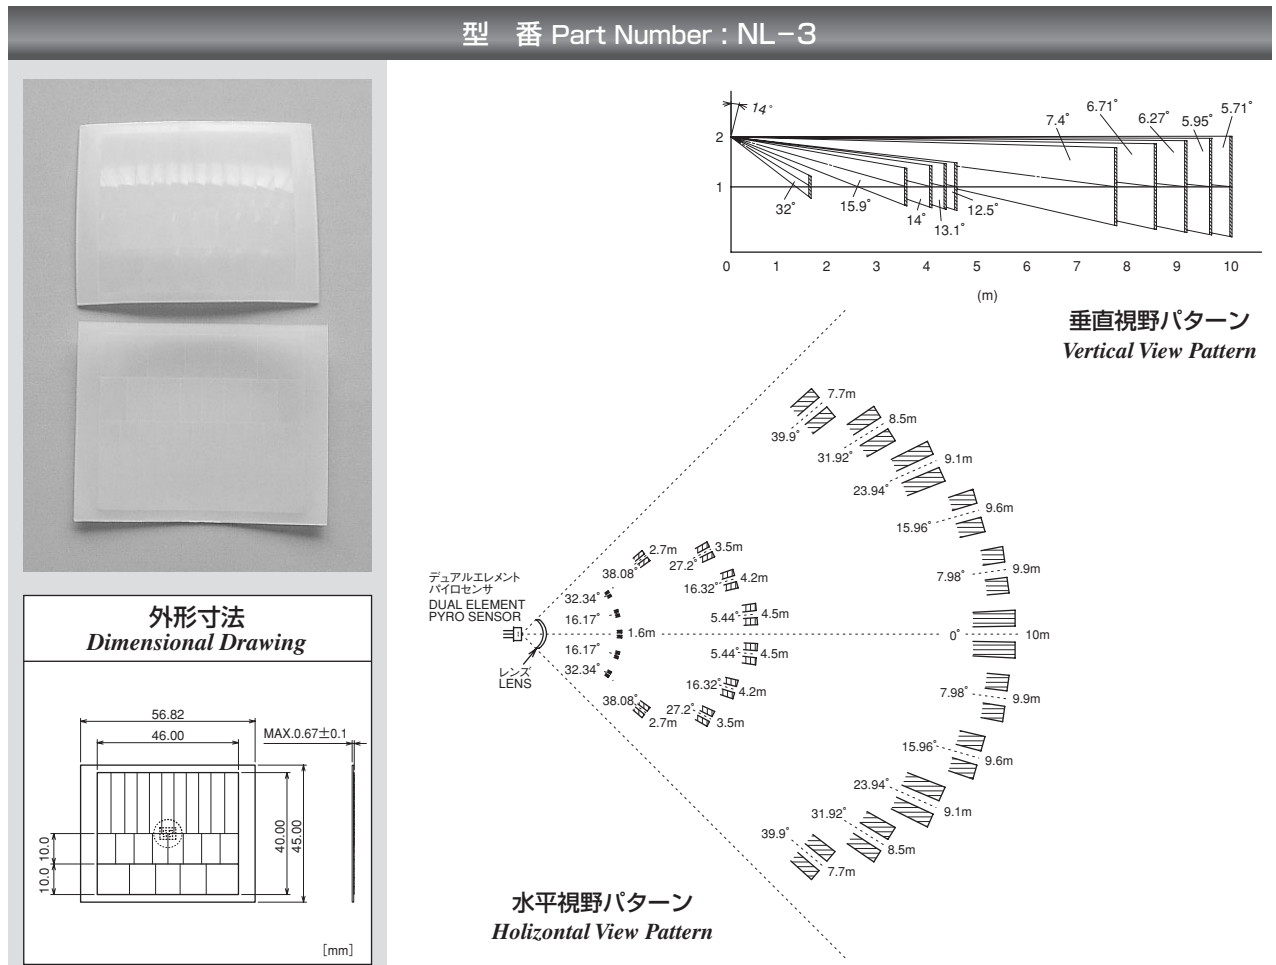 型 番 Part Number : NL-3
14°
2
1
32°
15.9°
14°
13.1°
12.5°
7.4°
6.71°
6.27°
5.95°
5.71°
0 1 2 3 4 5 6 7 8 9 10
(m)
垂直視野パターン
Vertical View Pattern
7.7m
39.9°
8.5m
31.92°
9.1m
23.94°
9.6m
15.96°
9.9m
7.98°
0°
10m
7.98°
9.9m
15.96°
9.6m
23.94°
9.1m
31.92°
8.5m
39.9°
7.7m
2.7m
38.08°
3.5m
27.2°
4.2m
16.32°
4.5m
5.44°
32.34°
16.17°
1.6m
16.17°
32.34°
5.44°
4.5m
16.32°
4.2m
27.2°
3.5m
38.08°
2.7m
デュアルエレメント
パイロセンサ
DUAL ELEMENT
PYRO SENSOR
レンズ
LENS
水平視野パターン
Holizontal View Pattern
外形寸法
Dimensional Drawing
56.82
46.00
MAX.0.67±0.1
40.00
45.00
10.0
10.0
[mm]